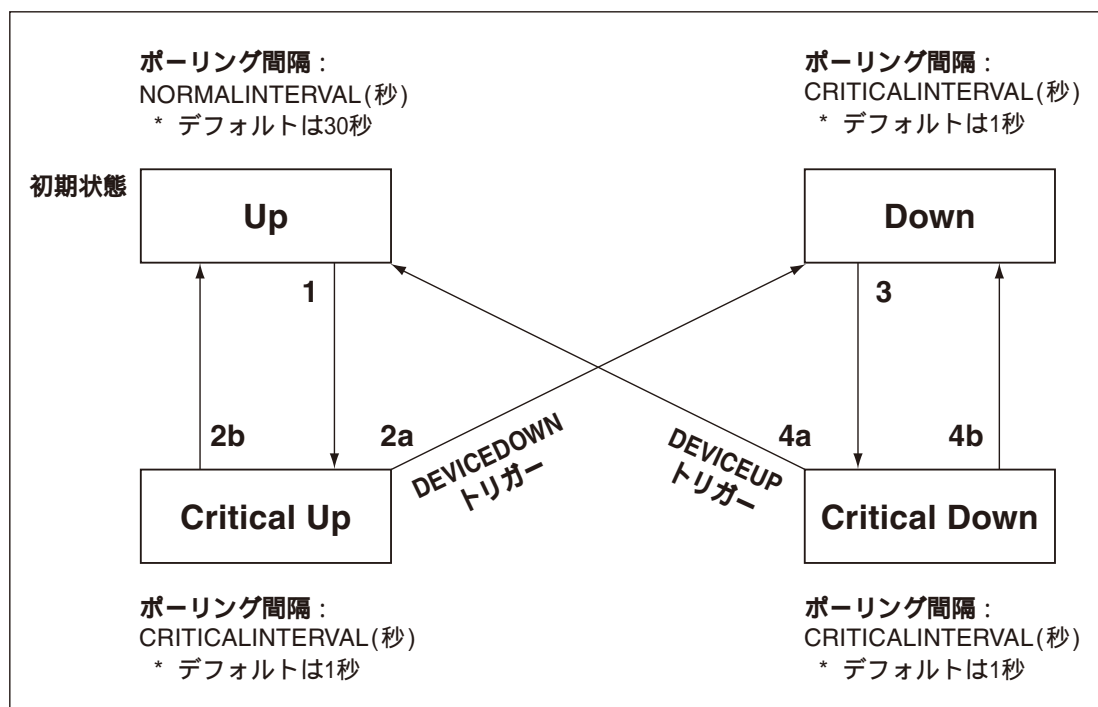 ポーリング間隔：
NORMALINTERVAL(秒)
* デフォルトは30秒
ポーリング間隔：
CRITICALINTERVAL(秒)
* デフォルトは1秒
初期状態
Up
Down
1
3
2b
2a
DEVICEDOWN
トリガー
DEVICEUP
トリガー
4a
4b
Critical Up
Critical Down
ポーリング間隔：
CRITICALINTERVAL(秒)
* デフォルトは1秒
ポーリング間隔：
CRITICALINTERVAL(秒)
* デフォルトは1秒